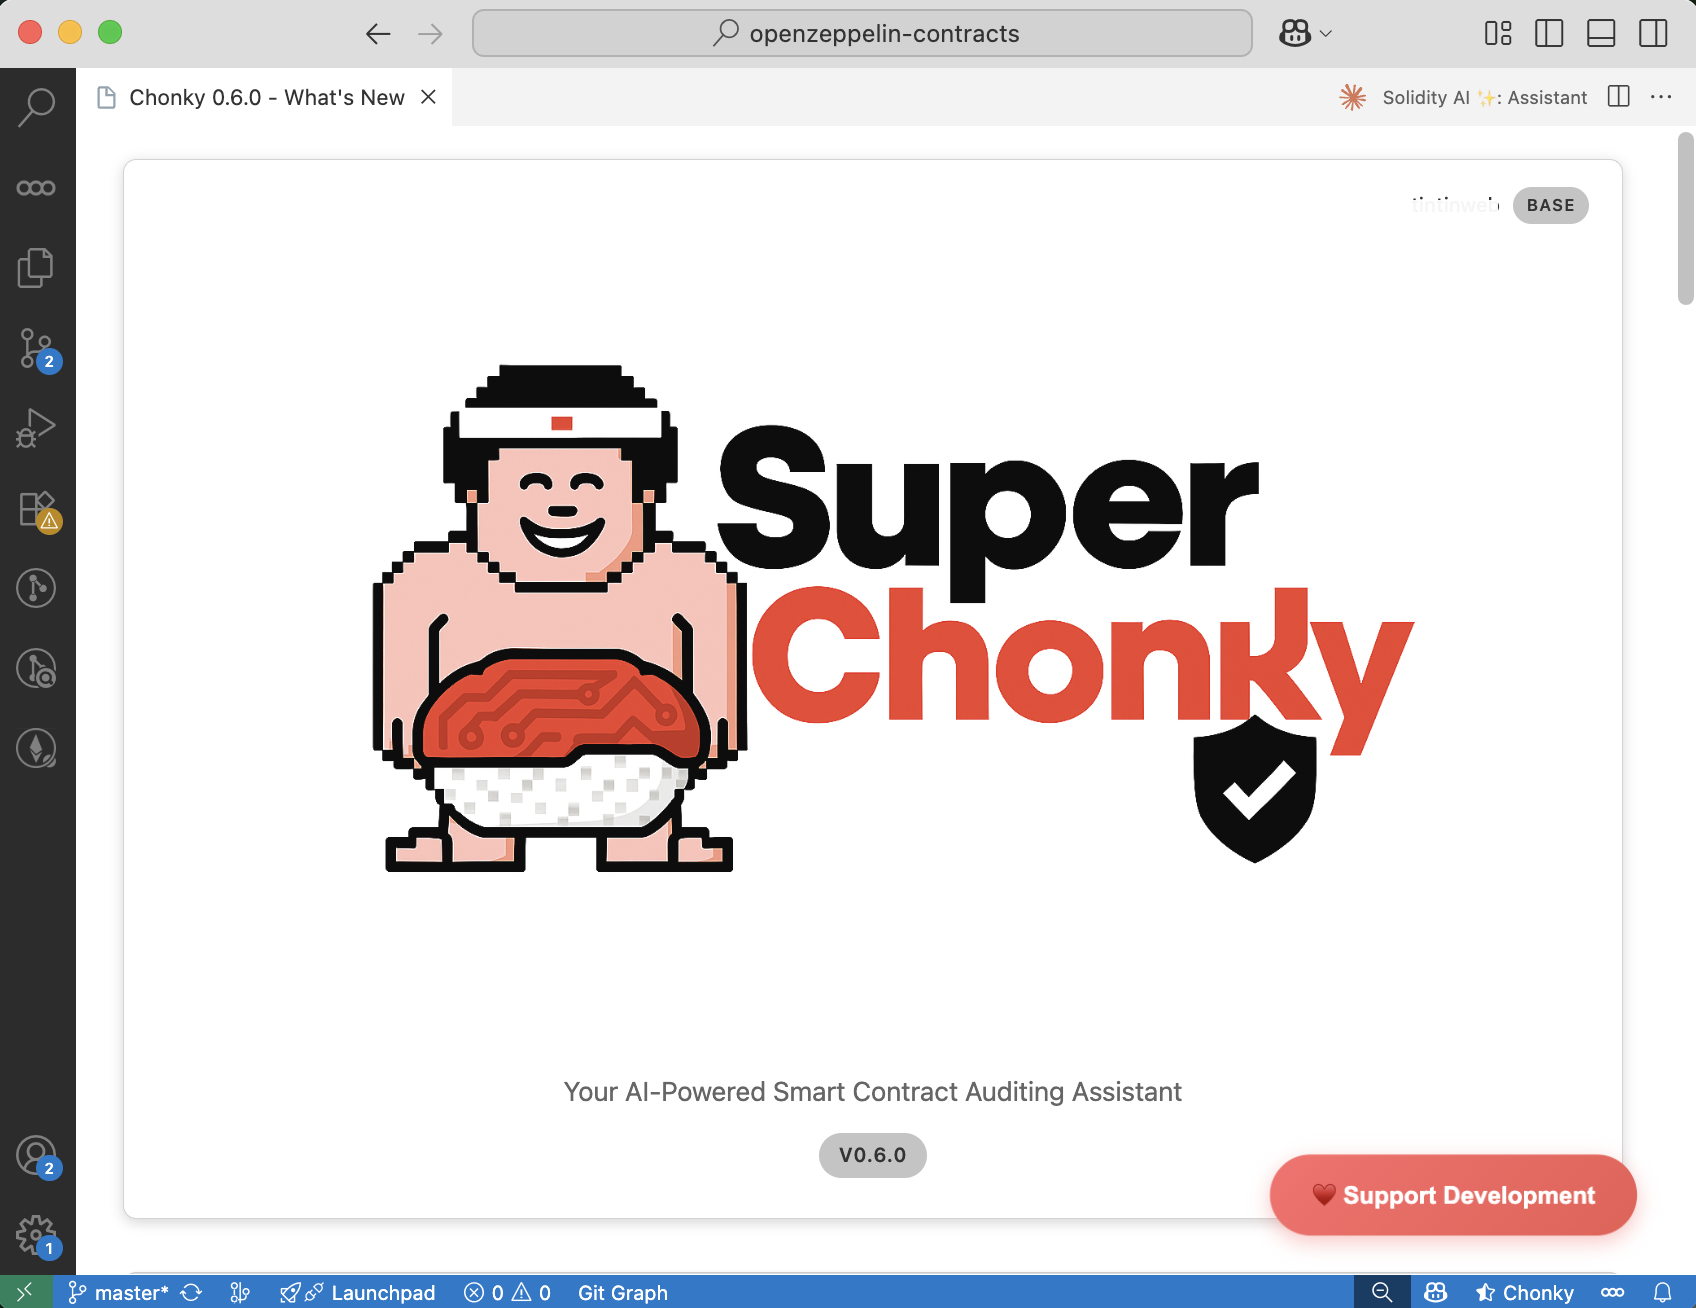 openzeppelin-contracts
Chonky 0.6.0 - What's New
Solidity AI ✨: Assistant
tintinweb BASE
Super
Chonky
Your AI-Powered Smart Contract Auditing Assistant
V0.6.0
❤️ Support Development
2
2
1
master* Launchpad 0 0 Git Graph Chonky